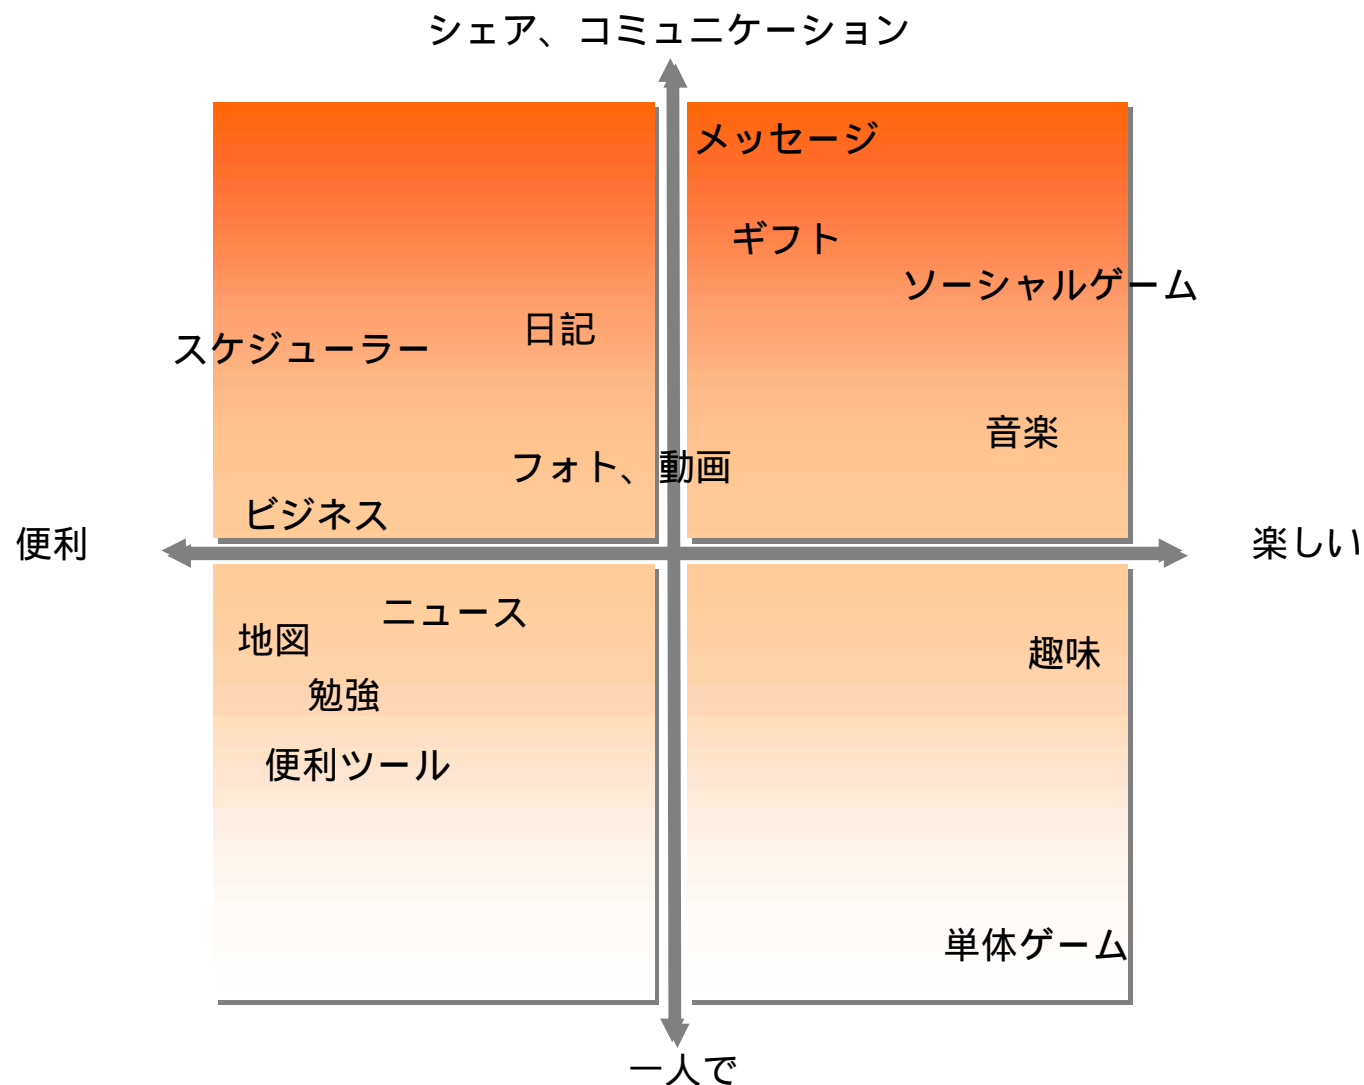 シェア、コミュニケーション
メッセージ
ギフト
ソーシャルゲーム
日記
スケジューラー
音楽
フォト、動画
ビジネス
便利
楽しい
ニュース
地図
趣味
勉強
便利ツール
単体ゲーム
一人で